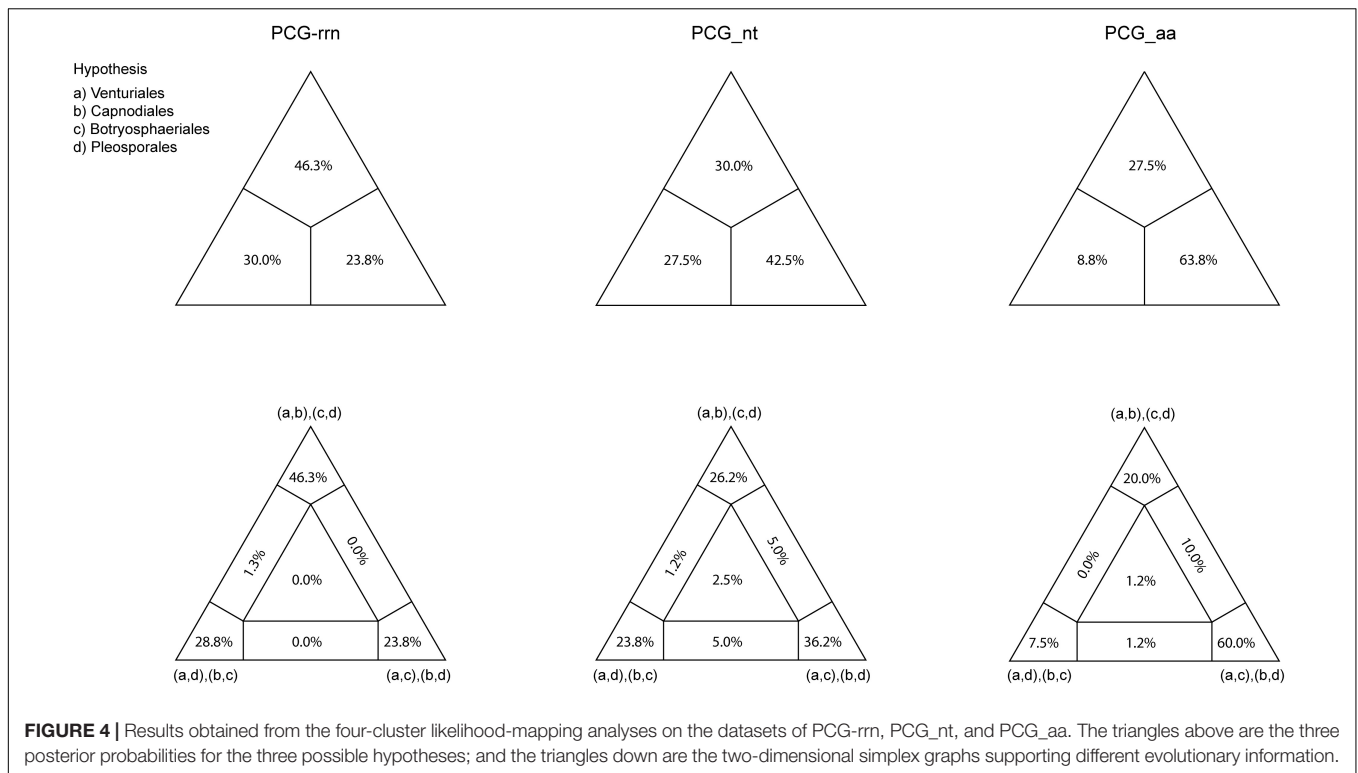 PCG-rrn
PCG_nt
PCG_aa
Hypothesis
a) Venturiales
b) Capnodiales
c) Botryosphaeriales
d) Pleosporales
46.3%
30.0%
23.8%
30.0%
27.5%
42.5%
27.5%
8.8%
63.8%
(a,b),(c,d)
46.3%
1.3%
0.0%
0.0%
28.8%
0.0%
23.8%
(a,d),(b,c)
(a,c),(b,d)
(a,b),(c,d)
26.2%
1.2%
5.0%
2.5%
23.8%
5.0%
36.2%
(a,d),(b,c)
(a,c),(b,d)
(a,b),(c,d)
20.0%
0.0%
10.0%
1.2%
7.5%
1.2%
60.0%
(a,d),(b,c)
(a,c),(b,d)
FIGURE 4 | Results obtained from the four-cluster likelihood-mapping analyses on the datasets of PCG-rrn, PCG_nt, and PCG_aa. The triangles above are the three
posterior probabilities for the three possible hypotheses; and the triangles down are the two-dimensional simplex graphs supporting different evolutionary information.